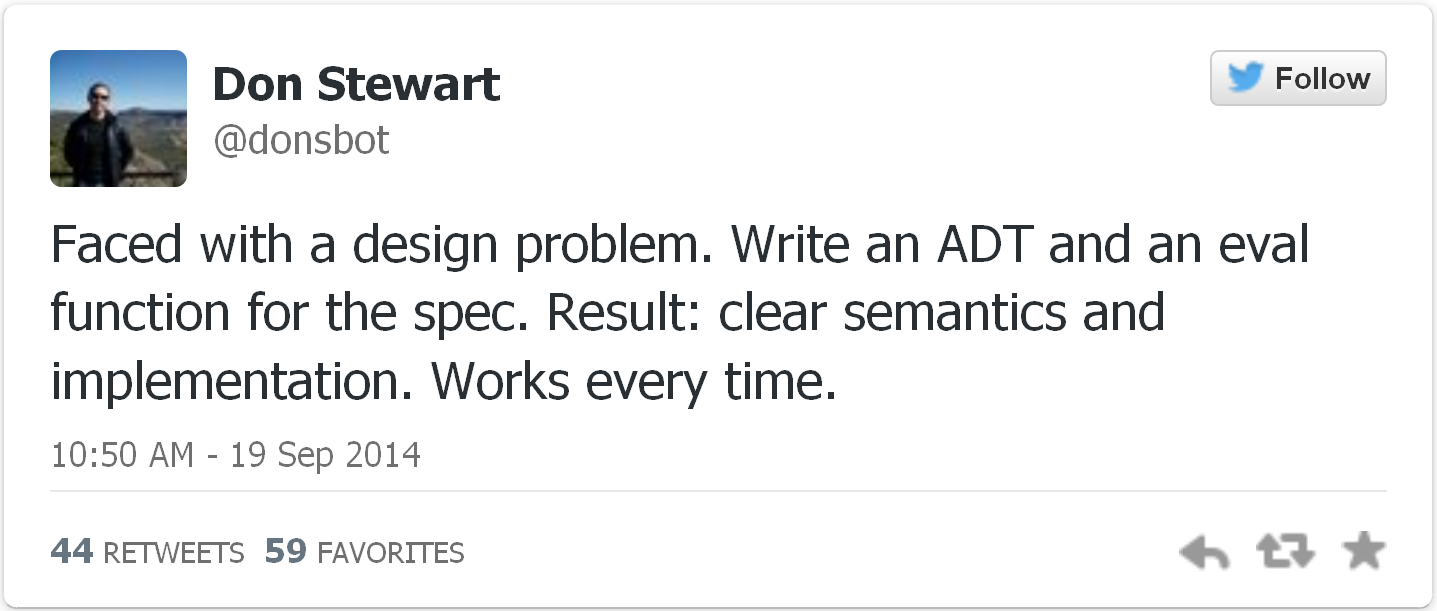 Don Stewart
Follow
@donsbot
Faced with a design problem. Write an ADT and an eval
function for the spec. Result: clear semantics and
implementation. Works every time.
10:50 AM - 19 Sep 2014
44 RETWEETS 59 FAVORITES